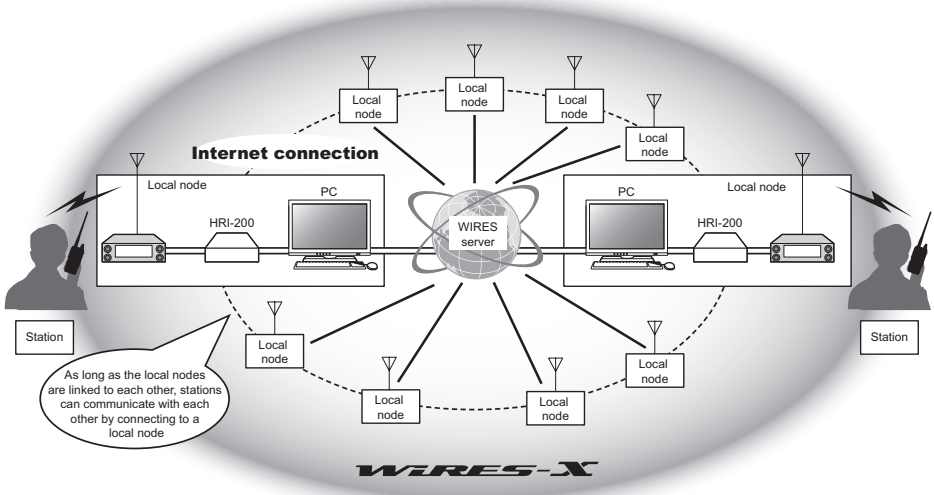 Local
node
Local
node
Local
node
Local
node
Internet connection
Local node
PC
HRI-200
WIRES
server
PC
HRI-200
Local node
Station
Station
Local
node
Local
node
Local
node
Local
node
As long as the local nodes
are linked to each other, stations
can communicate with each
other by connecting to a
local node
WIRES-X